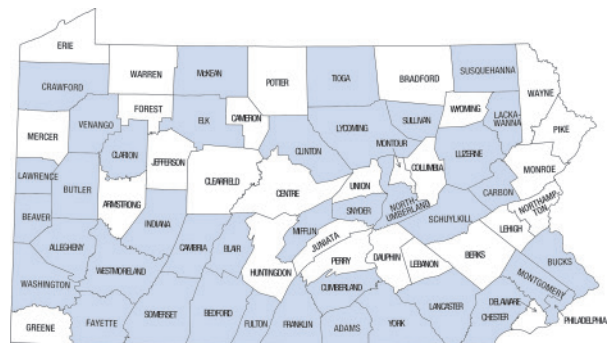 ERIE
CRAWFORD
WARREN
McKEAN
POTTER
TIOGA
BRADFORD
SUSQUEHANNA
WAYNE
FOREST
VENANGO
ELK
CAMERON
MERCER
CLARION
JEFFERSON
CLINTON
LYCOMING
SULLIVAN
WYOMING
LACKA-
WANNA
PIKE
LAWRENCE
BUTLER
ARMSTRONG
CLEARFIELD
CENTRE
UNION
MONTOUR
COLUMBIA
LUZERNE
MONROE
BEAVER
INDIANA
SNYDER
NORTH-
UMBERLAND
CARBON
NORTHAMP
TON
ALLEGHENY
CAMBRIA
BLAIR
MIFFLIN
JUNIATA
SCHUYLKILL
LEHIGH
WESTMORELAND
HUNTINGDON
PERRY
DAUPHIN
LEBANON
BERKS
BUCKS
WASHINGTON
CUMBERLAND
MONTGOMERY
GREENE
FAYETTE
SOMERSET
BEDFORD
FULTON
FRANKLIN
ADAMS
YORK
LANCASTER
CHESTER
DELAWARE
PHILADELPHIA